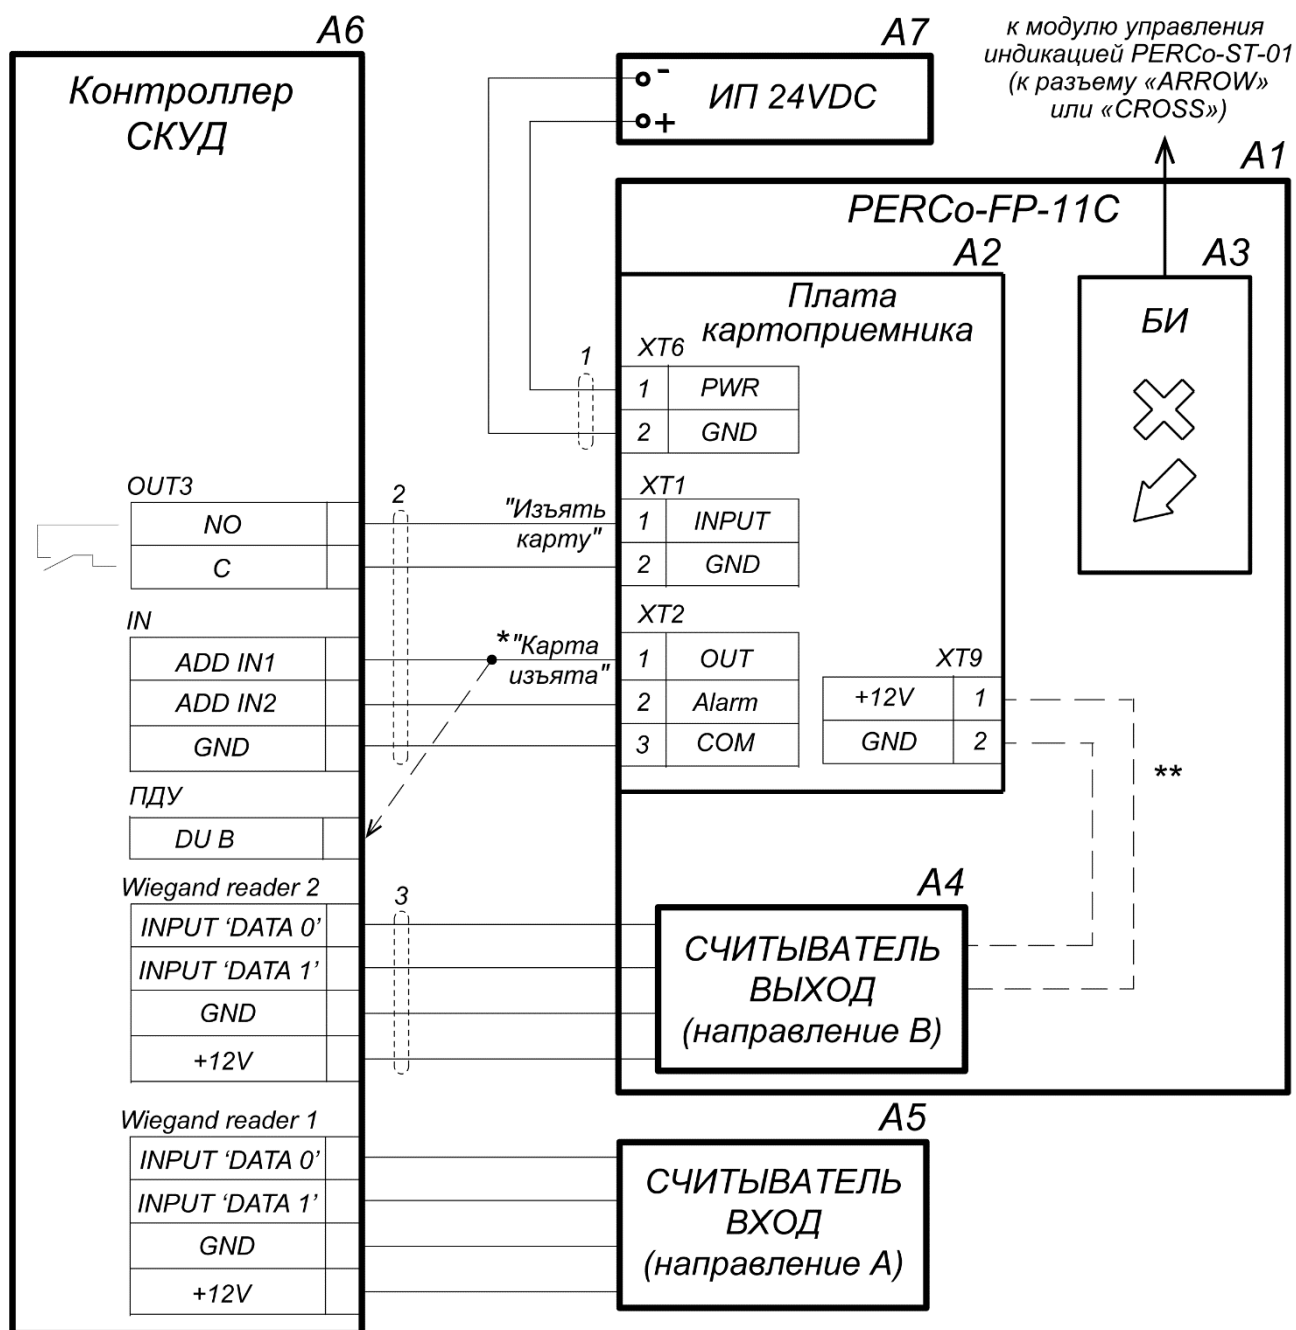 A6
Контроллер
СКУД
A7
-
+
ИП 24VDC
к модулю управления
индикацией PERCo-ST-01
(к разъему «ARROW»
или «CROSS»)
A1
PERCo-FP-11C
A2
Плата
картоприемника
A3
БИ
1
XT6
1 PWR
2 GND
OUT3
NO
C
2
"Изъять
карту"
XT1
1 INPUT
2 GND
IN
ADD IN1
ADD IN2
GND
*"Карта
изъята"
XT2
1 OUT
2 Alarm
3 COM
XT9
+12V 1
GND 2
**
ПДУ
DU B
Wiegand reader 2
INPUT ‘DATA 0’
INPUT ‘DATA 1’
GND
+12V
3
A4
СЧИТЫВАТЕЛЬ
ВЫХОД
(направление В)
Wiegand reader 1
INPUT ‘DATA 0’
INPUT ‘DATA 1’
GND
+12V
A5
СЧИТЫВАТЕЛЬ
ВХОД
(направление А)